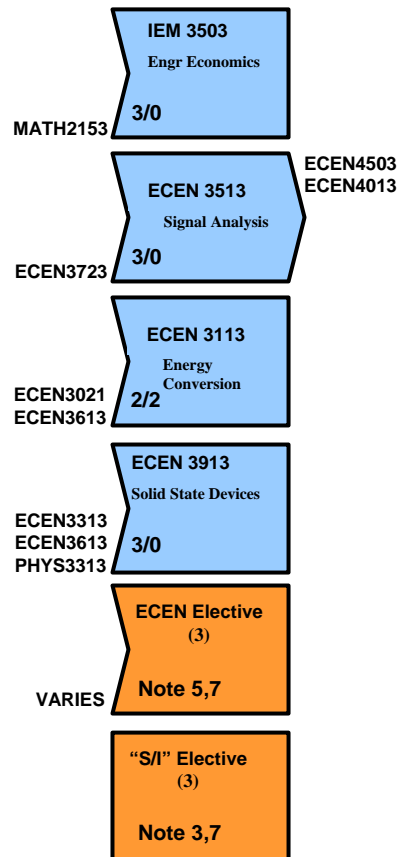 IEM 3503
Engr Economics
3/0
MATH2153
ECEN4503
ECEN4013
ECEN 3513
Signal Analysis
3/0
ECEN3723
ECEN 3113
Energy
Conversion
2/2
ECEN3021
ECEN3613
ECEN 3913
Solid State Devices
3/0
ECEN3313
ECEN3613
PHYS3313
ECEN Elective
(3)
Note 5,7
VARIES
“S/I” Elective
(3)
Note 3,7